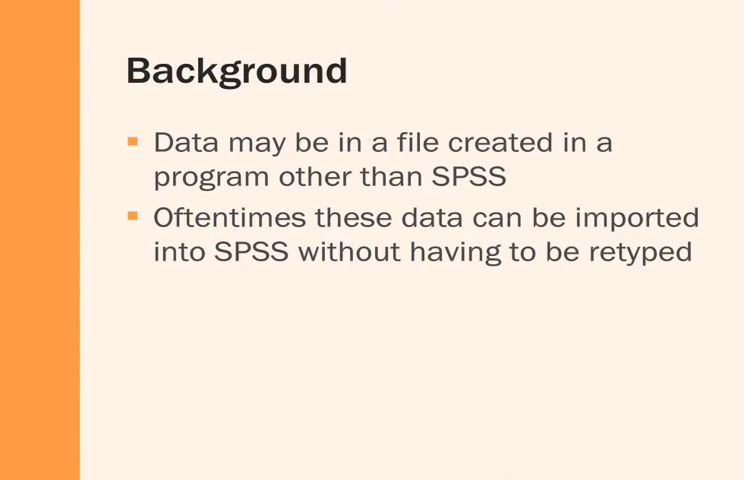 Background
Data may be in a file created in a
program other than SPSS
Oftentimes these data can be imported
into SPSS without having to be retyped